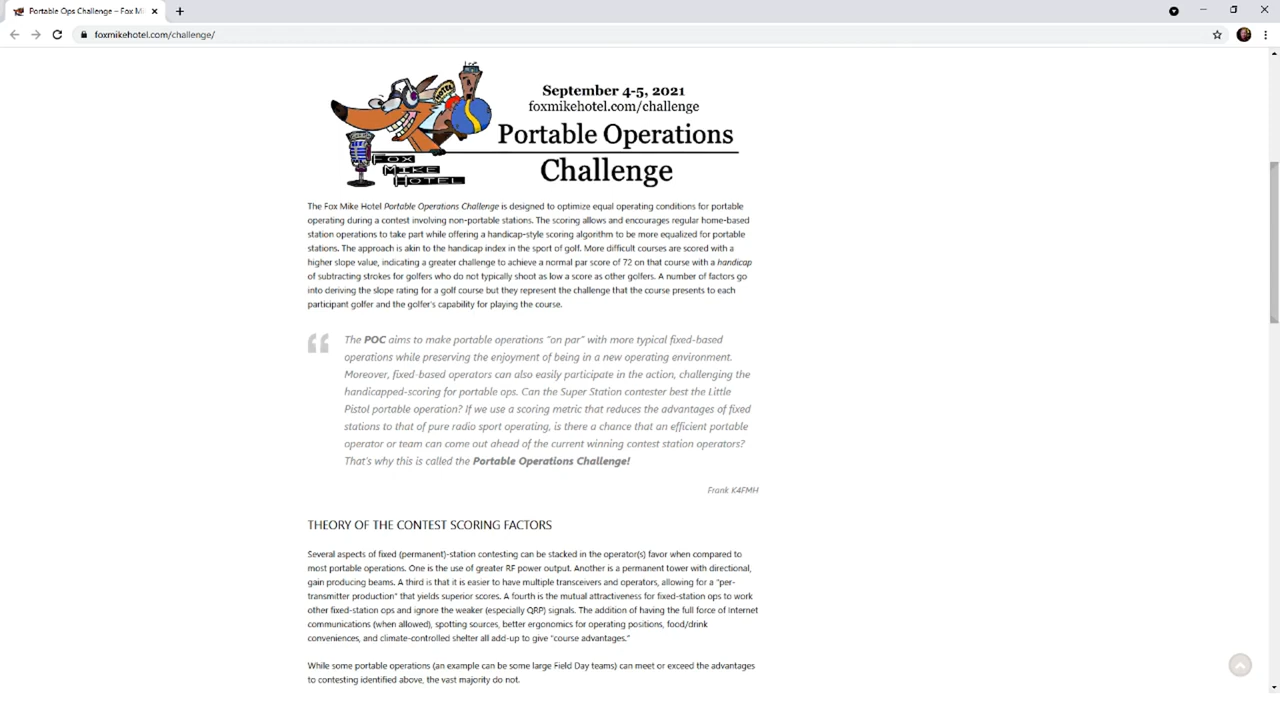 Portable Ops Challenge – Fox Mi
foxmikehotel.com/challenge/
September 4-5, 2021
foxmikehotel.com/challenge
Portable Operations
Challenge
HOTEL
FOX
MIKE
HOTEL
The Fox Mike Hotel Portable Operations Challenge is designed to optimize equal operating conditions for portable
operating during a contest involving non-portable stations. The scoring allows and encourages regular home-based
station operations to take part while offering a handicap-style scoring algorithm to be more equalized for portable
stations. The approach is akin to the handicap index in the sport of golf. More difficult courses are scored with a
higher slope value, indicating a greater challenge to achieve a normal par score of 72 on that course with a handicap
of subtracting strokes for golfers who do not typically shoot as low a score as other golfers. A number of factors go
into deriving the slope rating for a golf course but they represent the challenge that the course presents to each
participant golfer and the golfer's capability for playing the course.
The POC aims to make portable operations "on par" with more typical fixed-based
operations while preserving the enjoyment of being in a new operating environment.
Moreover, fixed-based operators can also easily participate in the action, challenging the
handicapped-scoring for portable ops. Can the Super Station contester best the Little
Pistol portable operation? If we use a scoring metric that reduces the advantages of fixed
stations to that of pure radio sport operating, is there a chance that an efficient portable
operator or team can come out ahead of the current winning contest station operators?
That's why this is called the Portable Operations Challenge!
Frank K4FMH
THEORY OF THE CONTEST SCORING FACTORS
Several aspects of fixed (permanent)-station contesting can be stacked in the operator(s) favor when compared to
most portable operations. One is the use of greater RF power output. Another is a permanent tower with directional,
gain producing beams. A third is that it is easier to have multiple transceivers and operators, allowing for a "per-
transmitter production" that yields superior scores. A fourth is the mutual attractiveness for fixed-station ops to work
other fixed-station ops and ignore the weaker (especially QRP) signals. The addition of having the full force of Internet
communications (when allowed), spotting sources, better ergonomics for operating positions, food/drink
conveniences, and climate-controlled shelter all add-up to give "course advantages."
While some portable operations (an example can be some large Field Day teams) can meet or exceed the advantages
to contesting identified above, the vast majority do not.